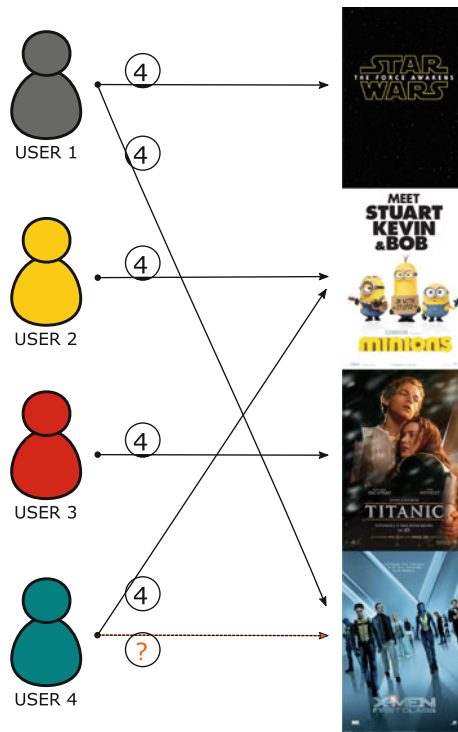 4
STAR
THE FORCE AWAKENS
WARS
USER 1
4
MEET
STUART
KEVIN
& BOB
4
MINIONS
USER 2
4
TITANIC
USER 3
4
?
X-MEN
FIRST CLASS
USER 4